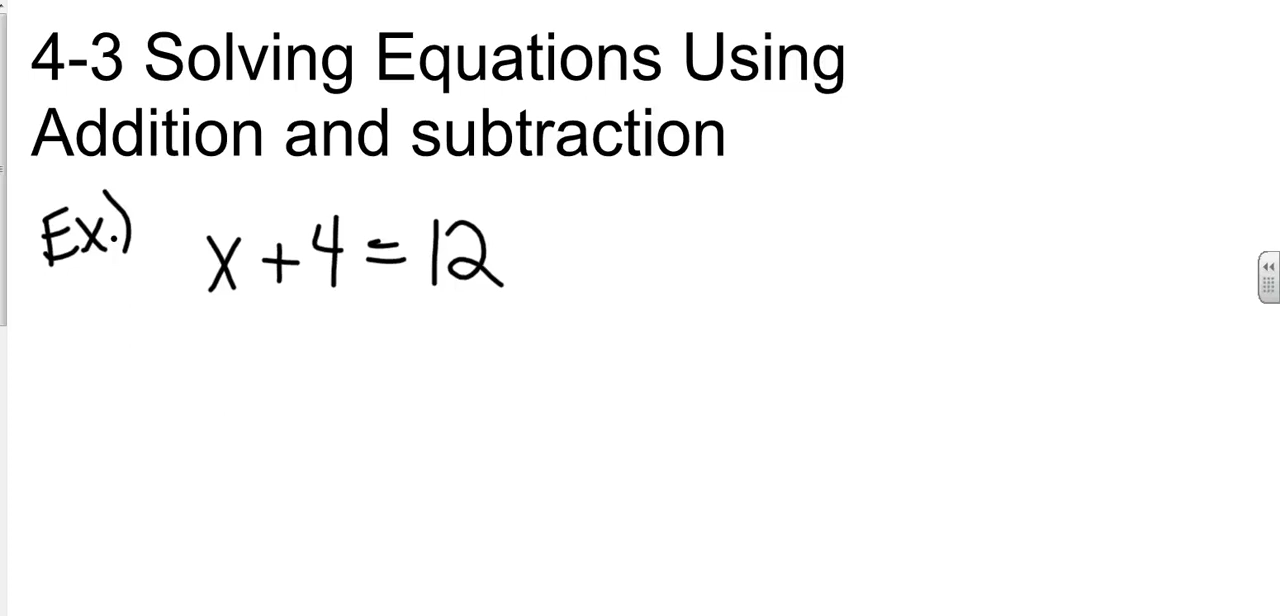 4-3 Solving Equations Using
Addition and subtraction
Ex.) x + 4 = 12